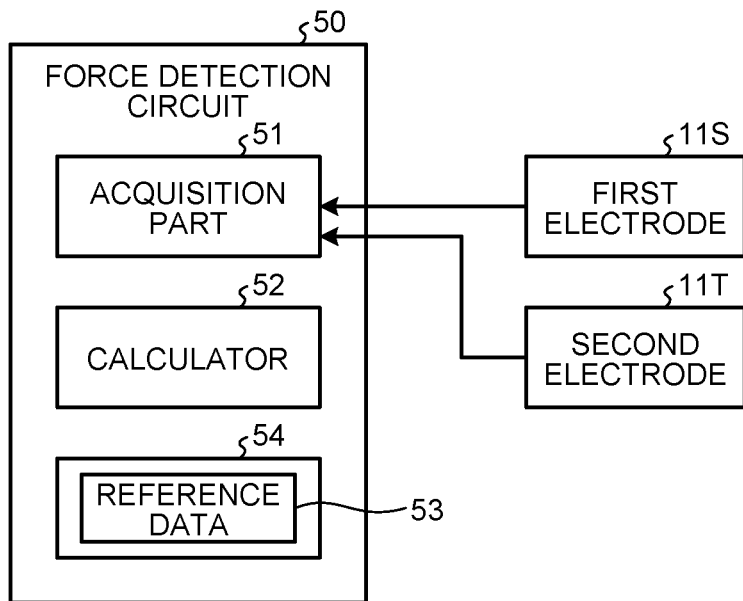 50
FORCE DETECTION
CIRCUIT
51
ACQUISITION
PART
11S
FIRST
ELECTRODE
52
CALCULATOR
11T
SECOND
ELECTRODE
54
REFERENCE
DATA
53